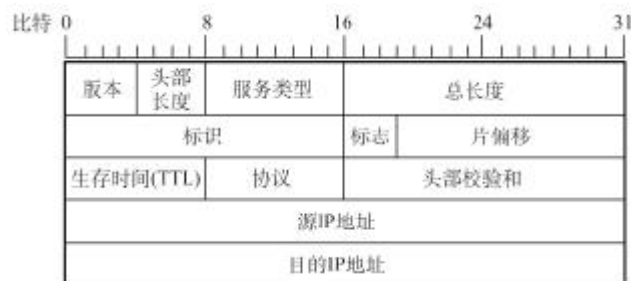 比特 0 8 16 24 31
版本 头部长度 服务类型 总长度
标识 标志 片偏移
生存时间(TTL) 协议 头部校验和
源IP地址
目的IP地址